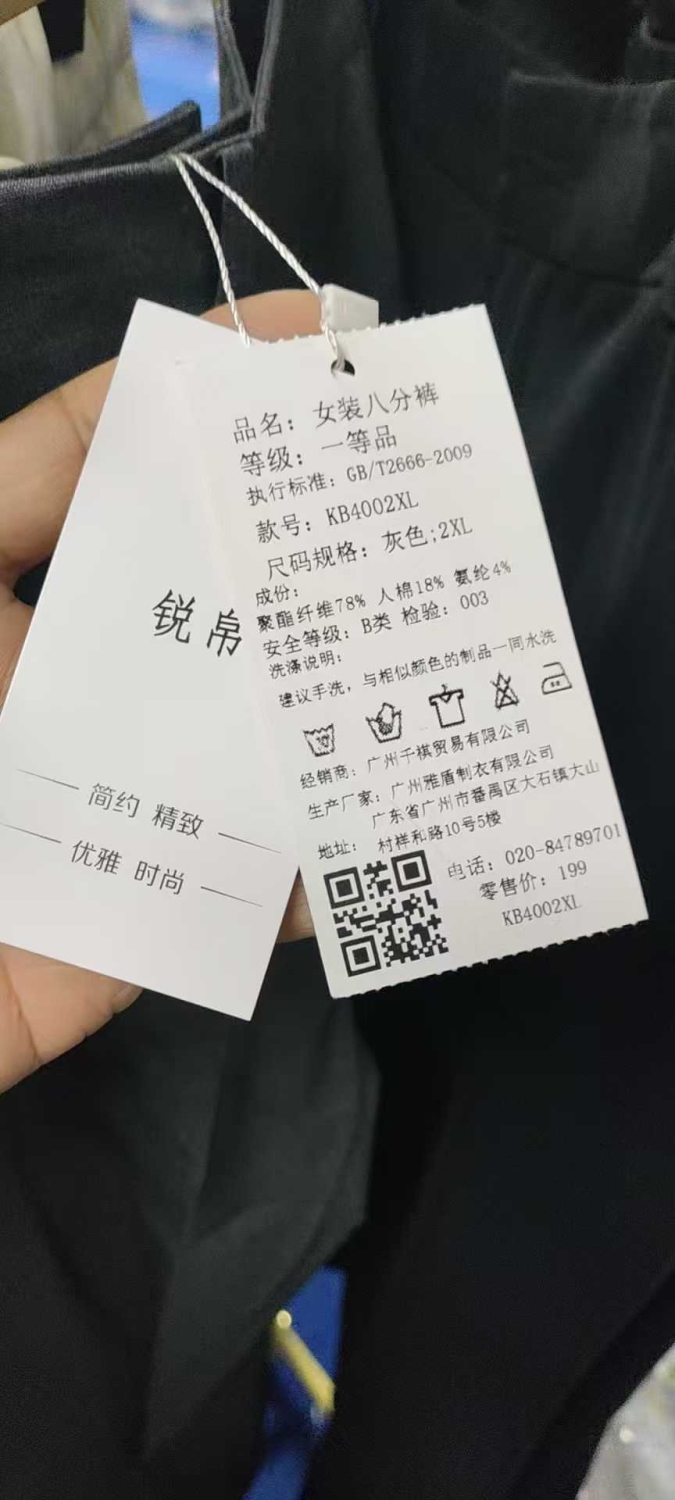 品名：女装八分裤
等级：一等品
执行标准：GB/T2666-2009
款号：KB4002XL
尺码规格：灰色;2XL
成份：
聚酯纤维78% 人棉18% 氨纶4%
安全等级：B类 检验：003
洗涤说明：
建议手洗，与相似颜色的制品一同水洗
经销商：广州千祺贸易有限公司
生产厂家：广州雅盾制衣有限公司
广东省广州市番禺区大石镇大山
地址：村祥和路10号5楼
电话：020-84789701
零售价：199
KB4002XL
锐帛
简约 精致
优雅 时尚